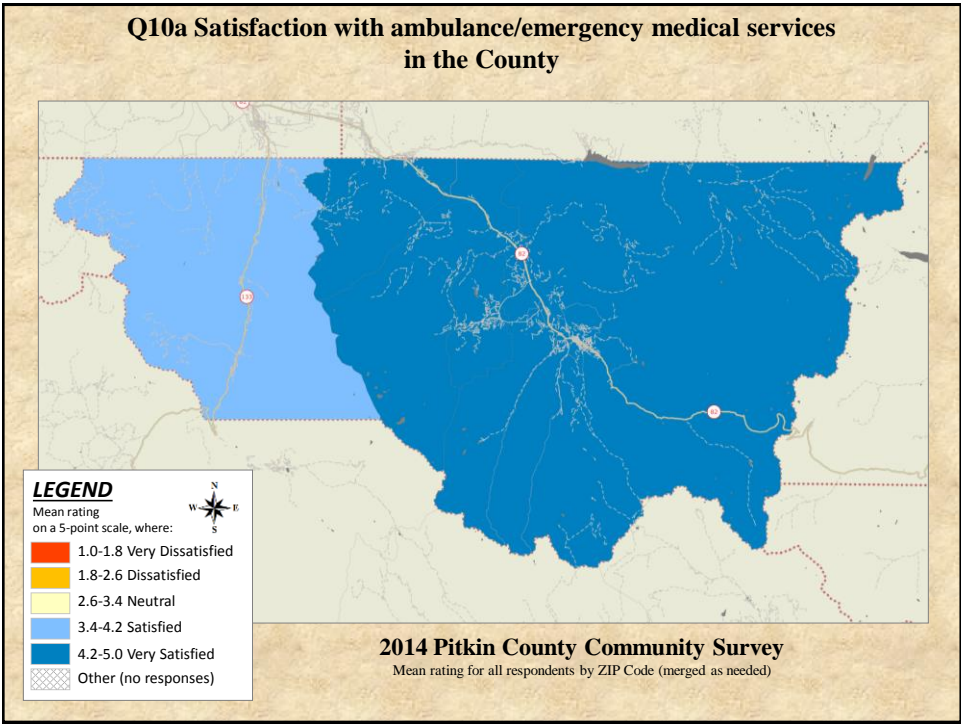 Q10a Satisfaction with ambulance/emergency medical services
in the County
82
133
82
LEGEND
Mean rating
on a 5-point scale, where:
N
W E
S
1.0-1.8 Very Dissatisfied
1.8-2.6 Dissatisfied
2.6-3.4 Neutral
3.4-4.2 Satisfied
4.2-5.0 Very Satisfied
Other (no responses)
2014 Pitkin County Community Survey
Mean rating for all respondents by ZIP Code (merged as needed)